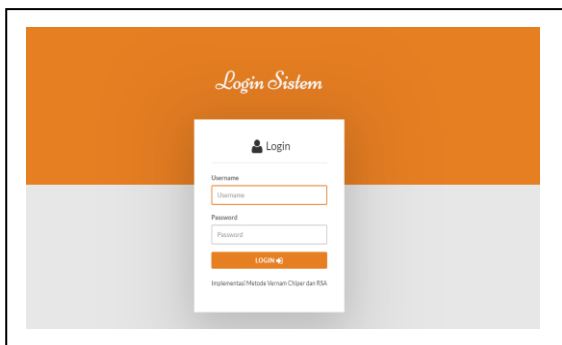 Login Sistem
Login
Username
Username
Password
Password
LOGIN
Implementasi Metode Vernam Chiper dan RSA